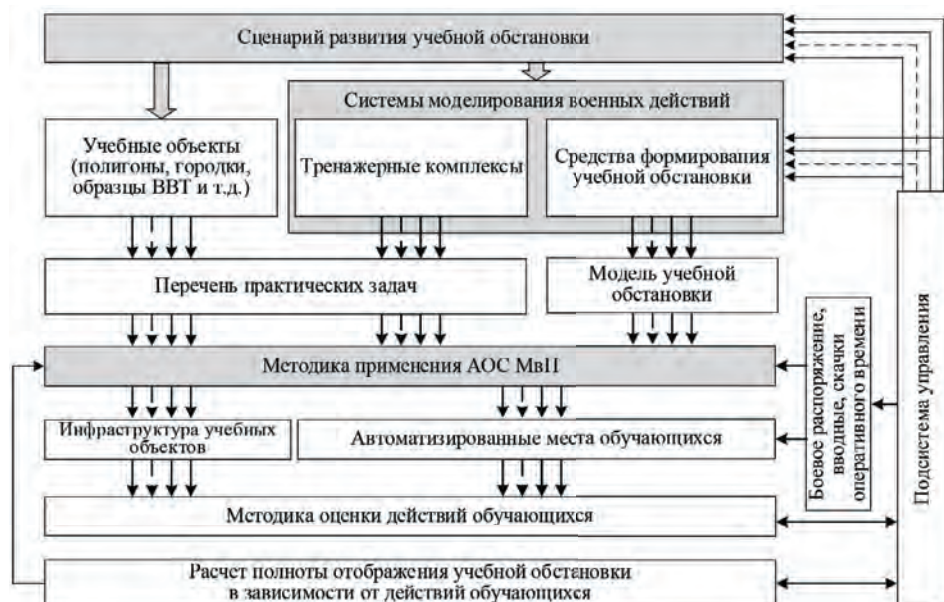 Сценарий развития учебной обстановки
Системы моделирования военных действий
Учебные объекты
(полигоны, городки,
образцы ВВТ и т.д.)
Тренажерные комплексы
Средства формирования
учебной обстановки
Перечень практических задач
Модель учебной
обстановки
Методика применения АОС МвП
Инфраструктура учебных
объектов
Автоматизированные места обучающихся
Методика оценки действий обучающихся
Расчет полноты отображения учебной обстановки
в зависимости от действий обучающихся
Боевое распоряжение,
вводные, скачки
оперативного времени
Подсистема управления